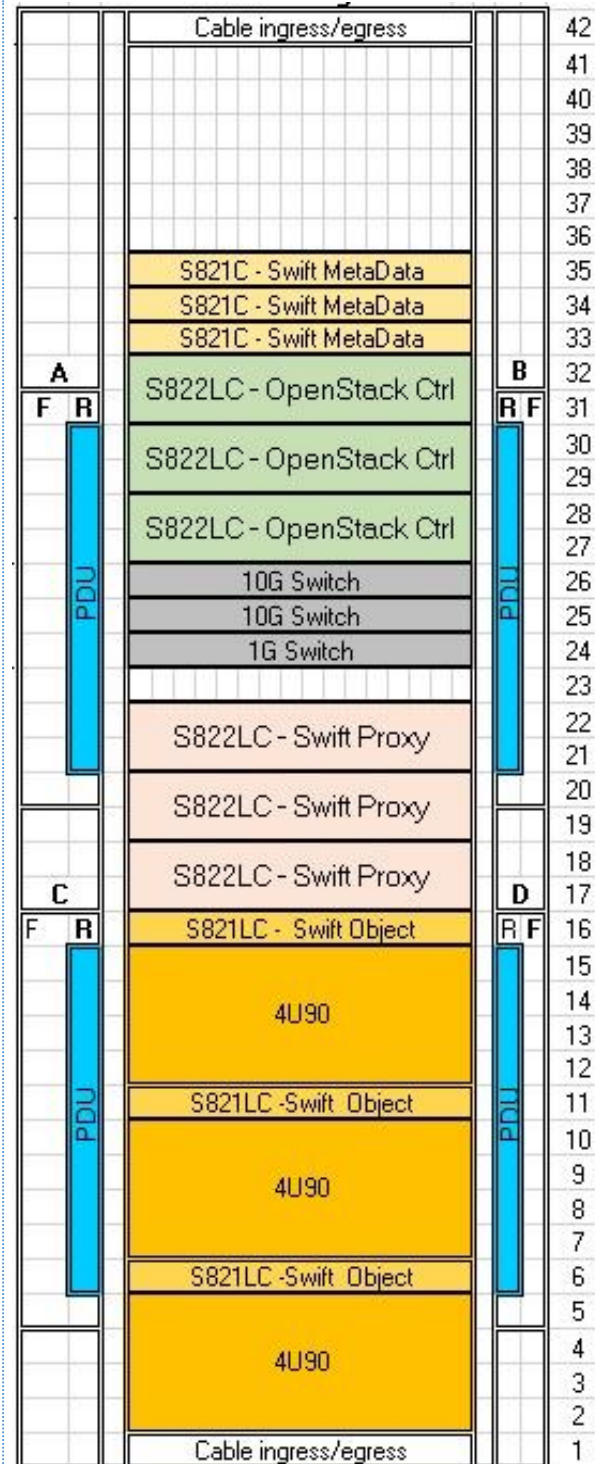 Cable ingress/egress 42
41
40
39
38
37
36
S821C - Swift MetaData 35
S821C - Swift MetaData 34
S821C - Swift MetaData 33
A S822LC - OpenStack Ctrl B 32
F R R F 31
S822LC - OpenStack Ctrl 30
29
S822LC - OpenStack Ctrl 28
27
PDU 10G Switch PDU 26
10G Switch 25
1G Switch 24
23
S822LC - Swift Proxy 22
21
S822LC - Swift Proxy 20
19
S822LC - Swift Proxy 18
C D 17
F R S821LC - Swift Object R F 16
15
4U90 14
13
12
PDU S821LC -Swift Object PDU 11
10
4U90 9
8
7
S821LC -Swift Object 6
5
4U90 4
3
2
Cable ingress/egress 1